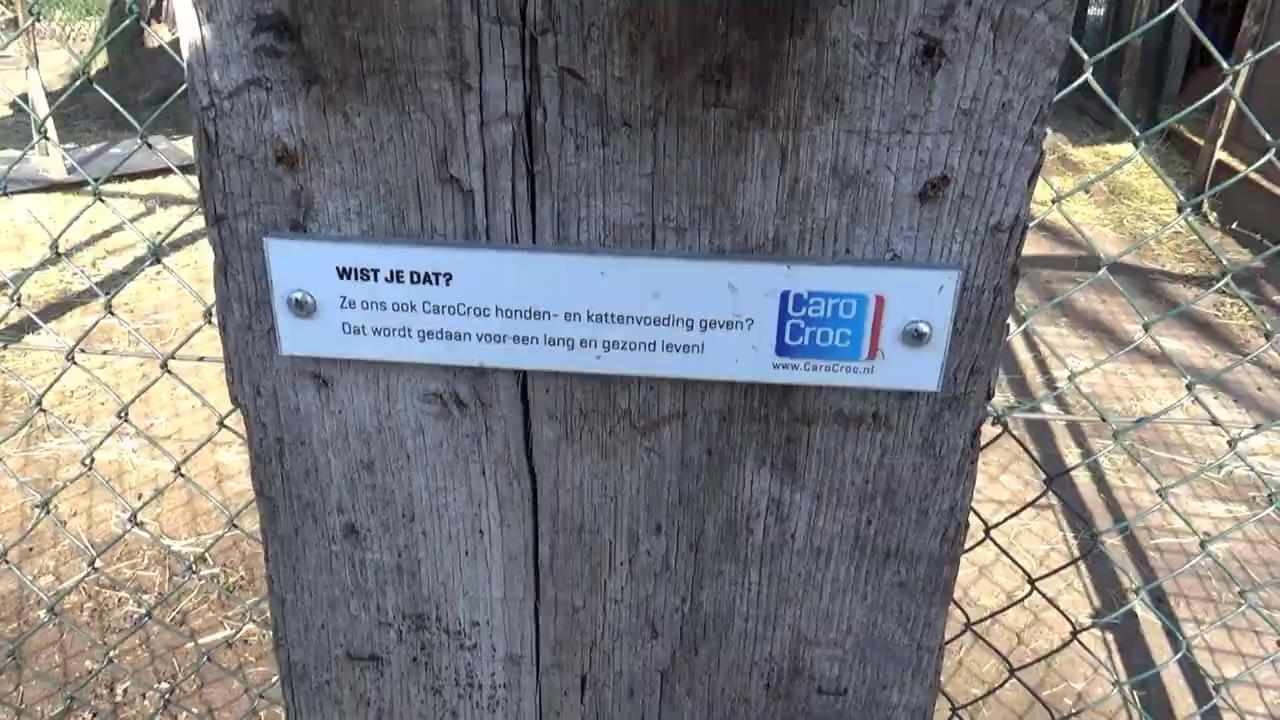 WIST JE DAT?
Ze ons ook CaroCroc honden- en kattenvoeding geven?
Dat wordt gedaan voor een lang en gezond leven!
Caro
Croc
www.CaroCroc.nl